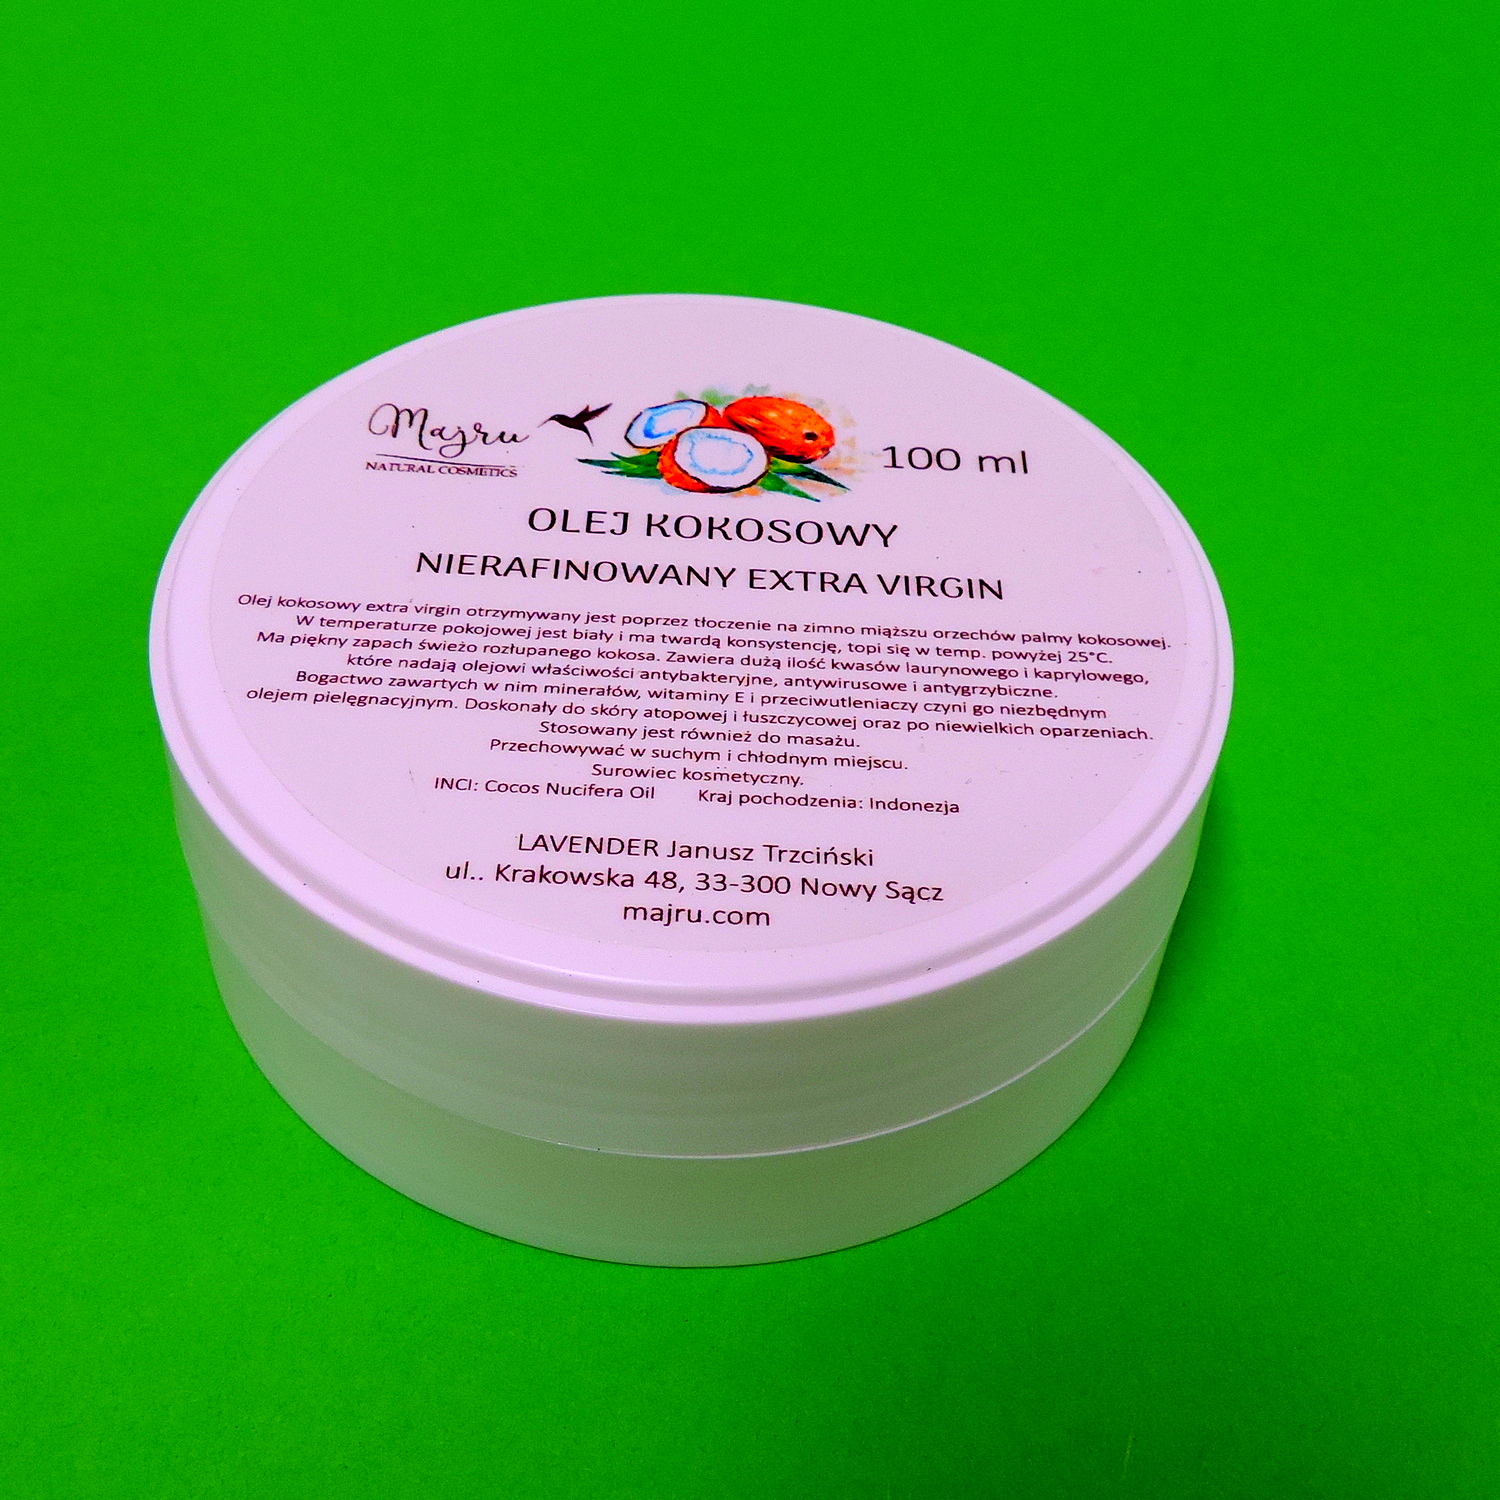 Majru
NATURAL COSMETICS
100 ml
OLEJ KOKOSOWY
NIERAFINOWANY EXTRA VIRGIN
Olej kokosowy extra virgin otrzymywany jest poprzez tłoczenie na zimno miąższu orzechów palmy kokosowej.
W temperaturze pokojowej jest biały i ma twardą konsystencję, topi się w temp. powyżej 25°C.
Ma piękny zapach świeżo rozłupanego kokosa. Zawiera dużą ilość kwasów laurynowego i kaprylowego,
które nadają olejowi właściwości antybakteryjne, antywirusowe i antygrzybiczne.
Bogactwo zawartych w nim minerałów, witaminy E i przeciwutleniaczy czyni go niezbędnym
olejem pielęgnacyjnym. Doskonały do skóry atopowej i łuszczycowej oraz po niewielkich oparzeniach.
Stosowany jest również do masażu.
Przechowywać w suchym i chłodnym miejscu.
Surowiec kosmetyczny.
INCI: Cocos Nucifera Oil Kraj pochodzenia: Indonezja
LAVENDER Janusz Trzciński
ul.. Krakowska 48, 33-300 Nowy Sącz
majru.com